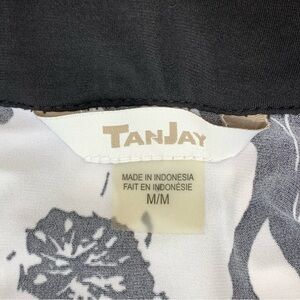 TANJAY
MADE IN INDONESIA
FAIT EN INDONÉSIE
M/M